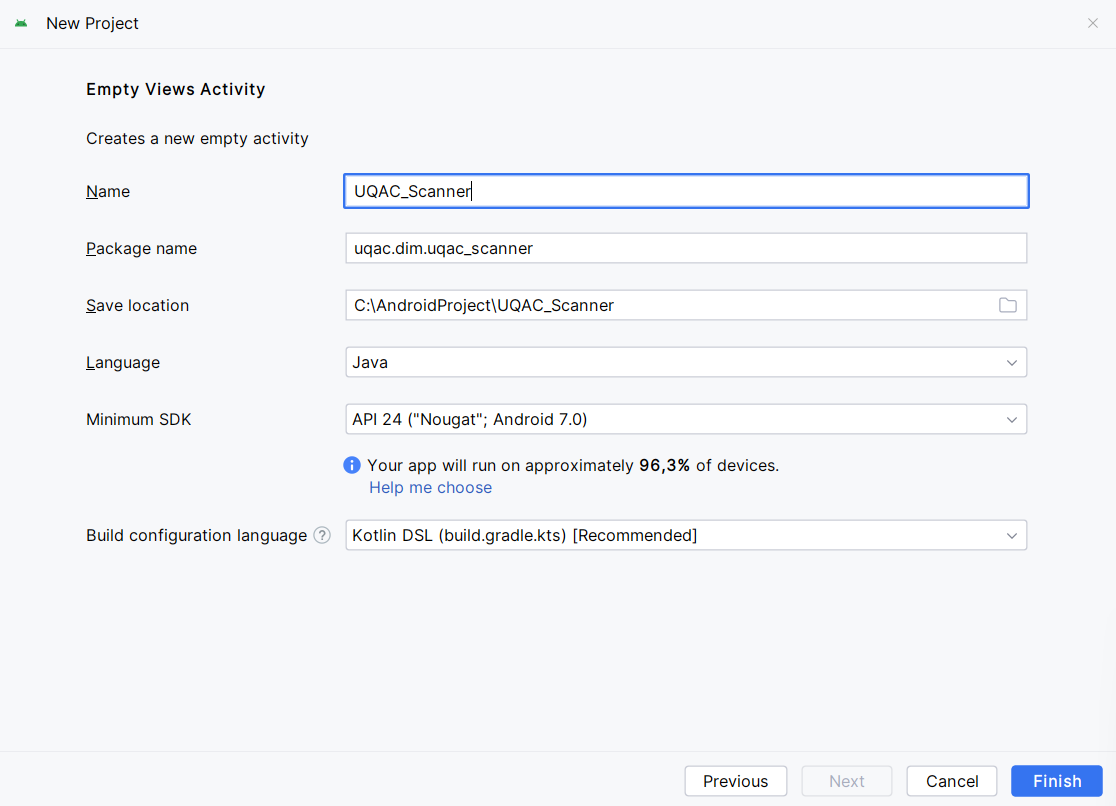 New Project
Empty Views Activity
Creates a new empty activity
Name UQAC_Scanner
Package name uqac.dim.uqac_scanner
Save location C:\AndroidProject\UQAC_Scanner
Language Java
Minimum SDK API 24 ("Nougat"; Android 7.0)
Your app will run on approximately 96,3% of devices.
Help me choose
Build configuration language ? Kotlin DSL (build.gradle.kts) [Recommended]
Previous Next Cancel Finish